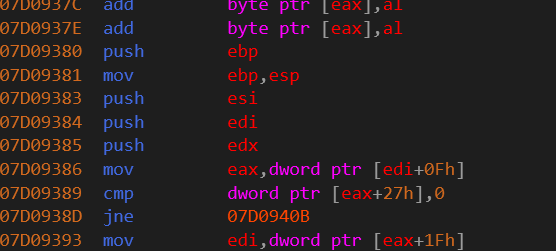 07D0937C add byte ptr [eax],al
07D0937E add byte ptr [eax],al
07D09380 push ebp
07D09381 mov ebp,esp
07D09383 push esi
07D09384 push edi
07D09385 push edx
07D09386 mov eax,dword ptr [edi+0Fh]
07D09389 cmp dword ptr [eax+27h],0
07D0938D jne 07D0940B
07D09393 mov edi,dword ptr [eax+1Fh]